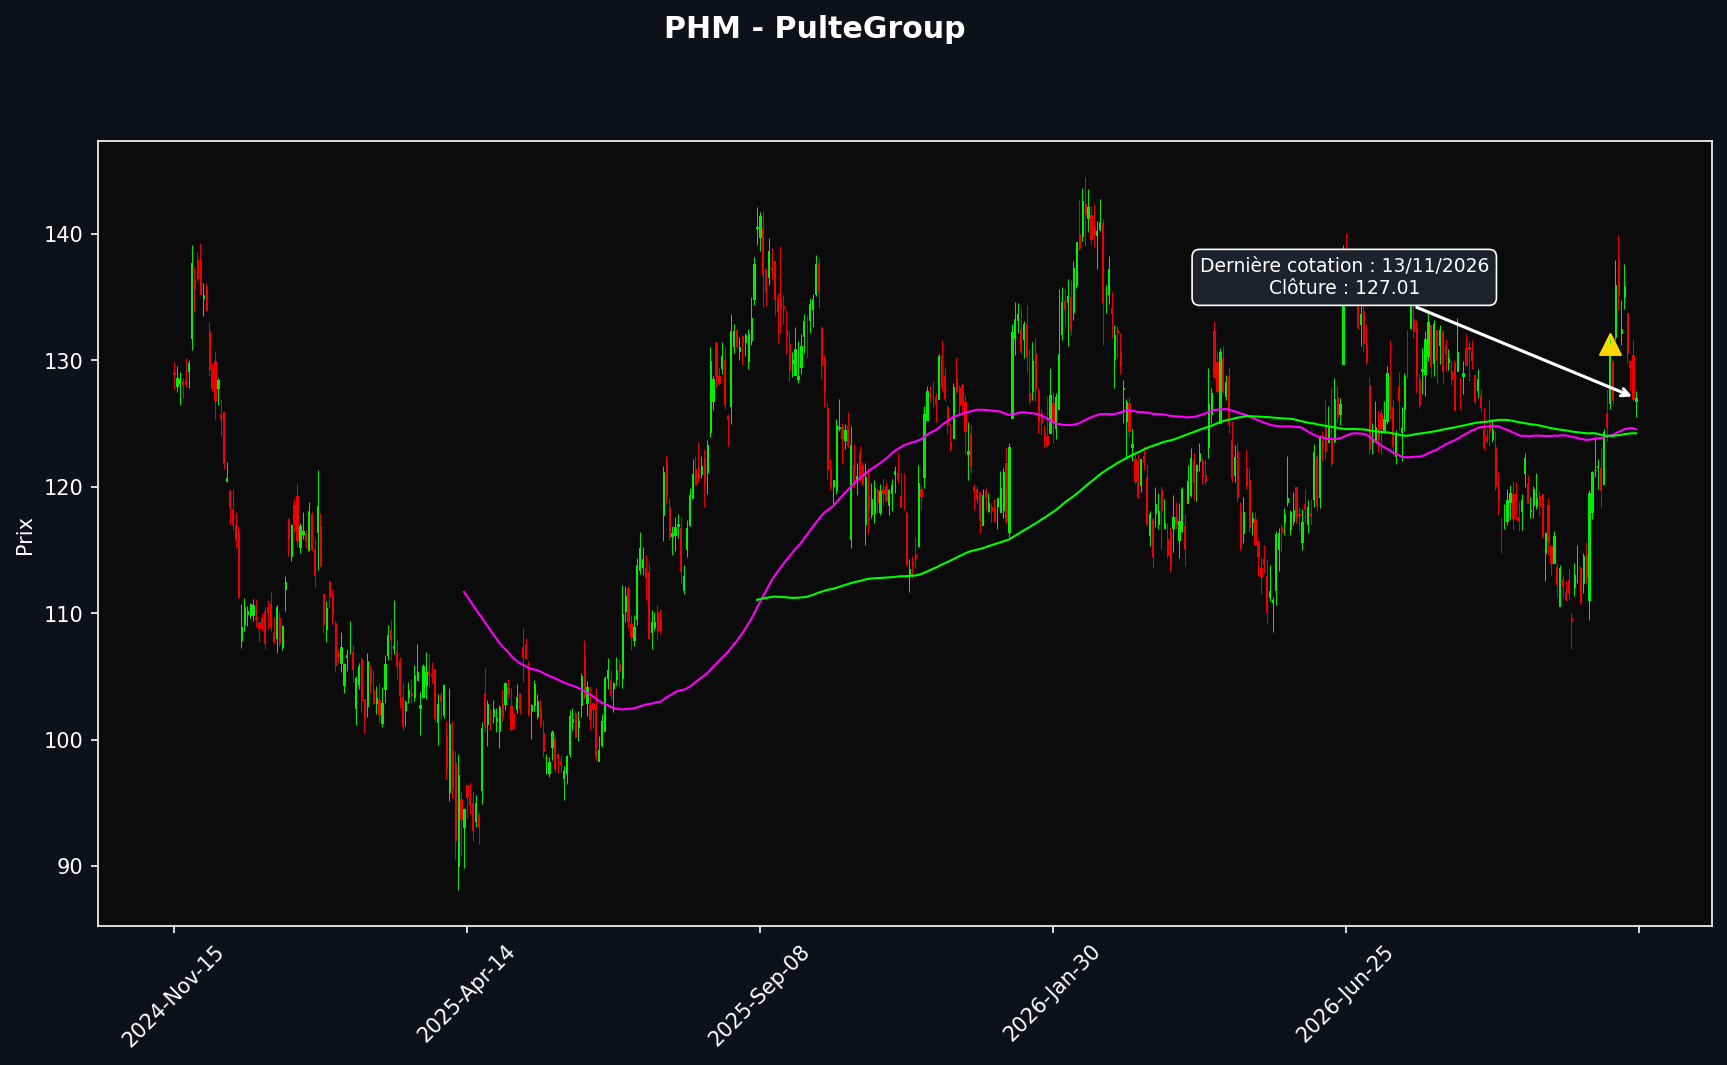 PHM - PulteGroup
Prix
140
130
120
110
100
90
Dernière cotation : 13/11/2026
Clôture : 127.01
2024-Nov-15
2025-Apr-14
2025-Sep-08
2026-Jan-30
2026-Jun-25